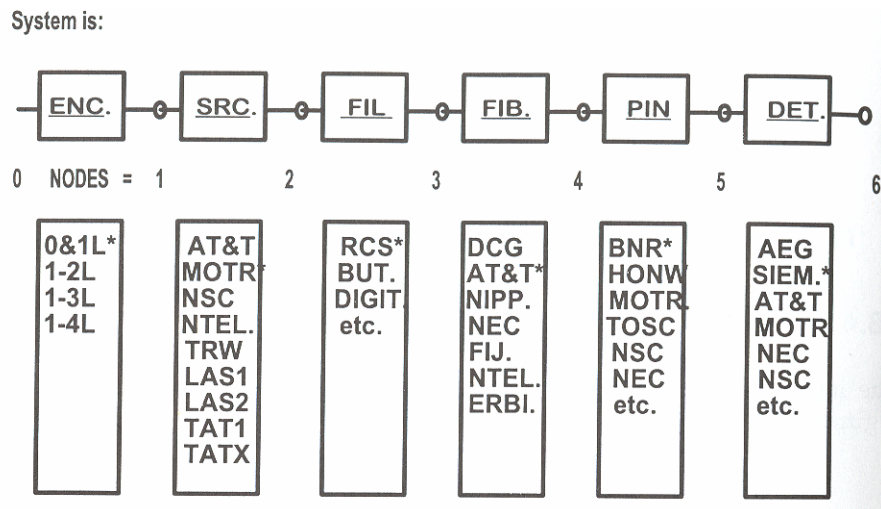 System is:
ENC. SRC. FIL FIB. PIN DET.
0 NODES = 1 2 3 4 5 6
0&1L*
1-2L
1-3L
1-4L
AT&T
MOTR*
NSC
NTEL.
TRW
LAS1
LAS2
TAT1
TATX
RCS*
BUT.
DIGIT.
etc.
DCG
AT&T*
NIPP.
NEC
FIJ.
NTEL.
ERBI.
BNR*
HONW
MOTR.
TOSC
NSC
NEC
etc.
AEG
SIEM.*
AT&T
MOTR
NEC
NSC
etc.